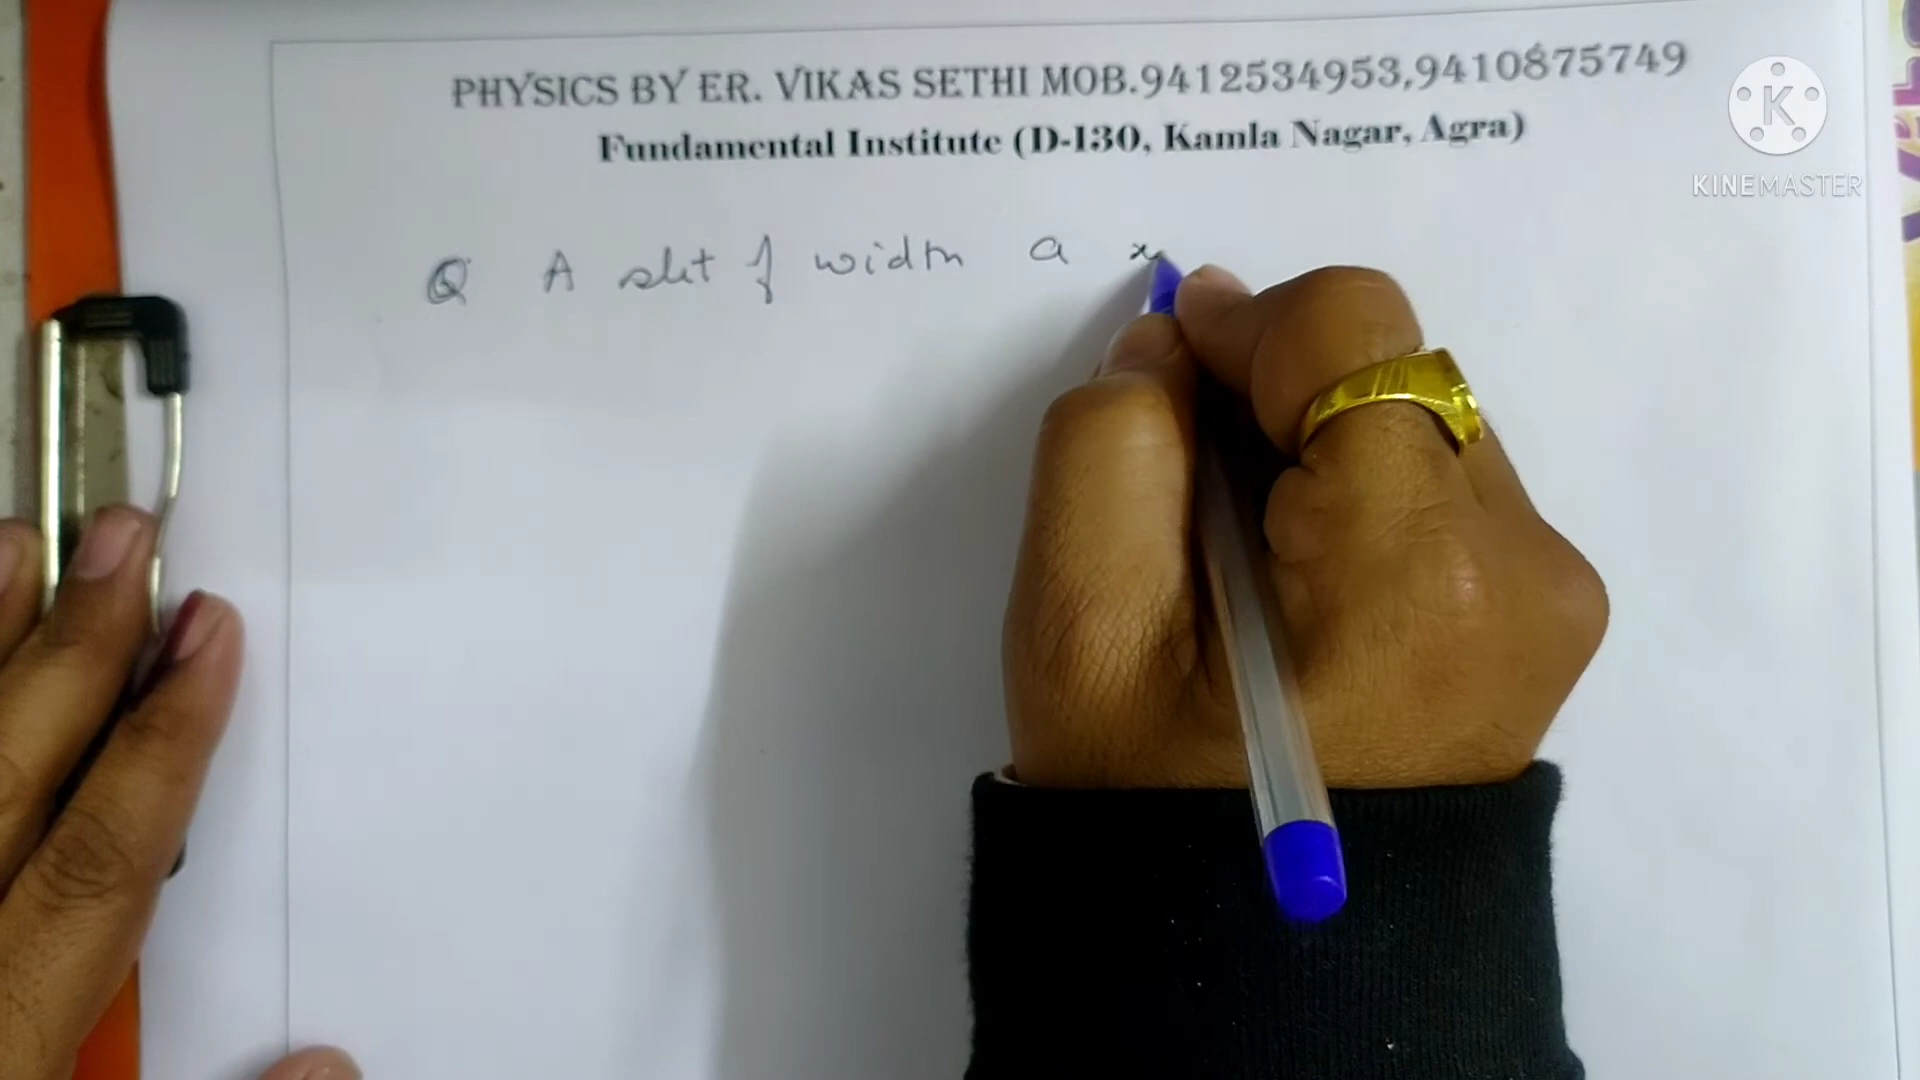 PHYSICS BY ER. VIKAS SETHI MOB.9412534953,9410875749
Fundamental Institute (D-130, Kamla Nagar, Agra)
K
KINEMASTER
Q A slit of width a